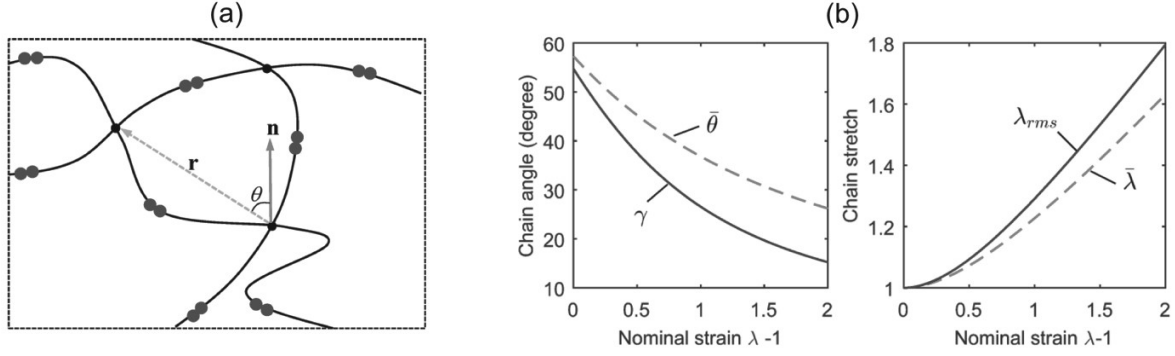 (a)
n
r
θ
(b)
Chain angle (degree)
60
50
40
30
20
10
θ̄
γ
0 0.5 1 1.5 2
Nominal strain λ -1
Chain stretch
1.8
1.6
1.4
1.2
1
λrms
λ̄
0 0.5 1 1.5 2
Nominal strain λ-1